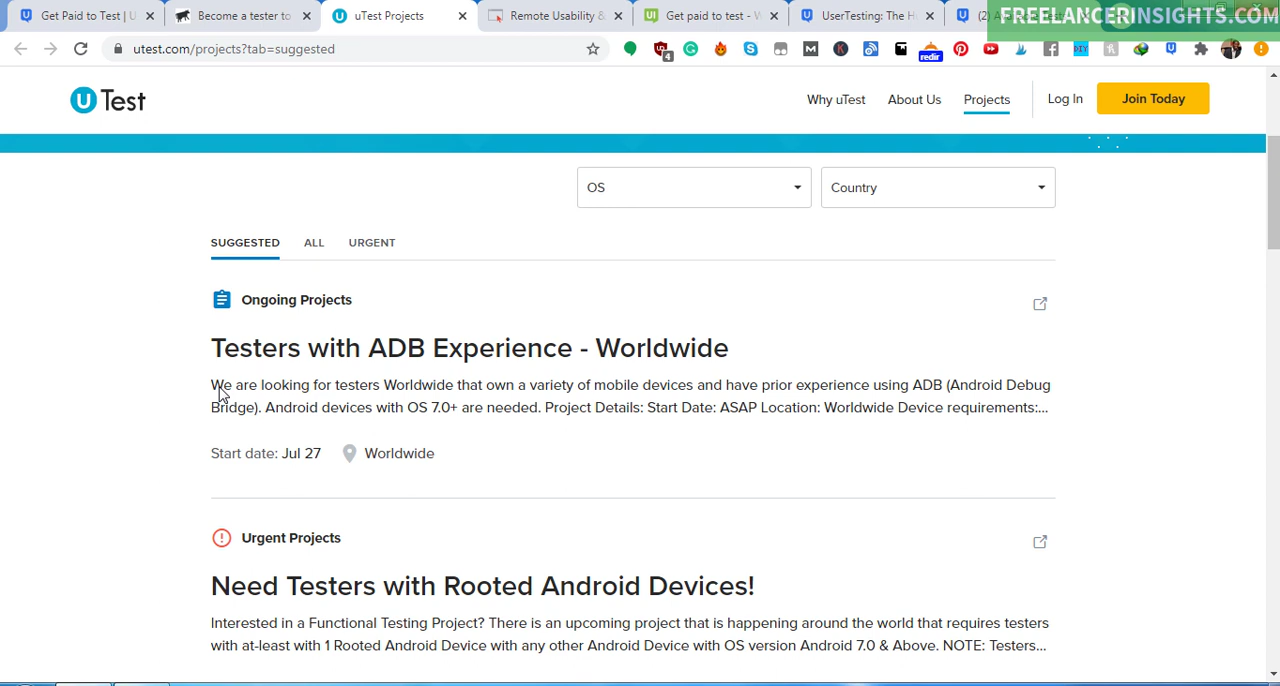 Get Paid to Test | U
Become a tester to
uTest Projects
Remote Usability &
Get paid to test - W
UserTesting: The H
FREELANCERINSIGHTS.COM
utest.com/projects?tab=suggested
4
M
K
redir
DIY
U Test
Why uTest
About Us
Projects
Log In
Join Today
OS
Country
SUGGESTED
ALL
URGENT
Ongoing Projects
Testers with ADB Experience - Worldwide
We are looking for testers Worldwide that own a variety of mobile devices and have prior experience using ADB (Android Debug
Bridge). Android devices with OS 7.0+ are needed. Project Details: Start Date: ASAP Location: Worldwide Device requirements:...
Start date: Jul 27
Worldwide
Urgent Projects
Need Testers with Rooted Android Devices!
Interested in a Functional Testing Project? There is an upcoming project that is happening around the world that requires testers
with at-least with 1 Rooted Android Device with any other Android Device with OS version Android 7.0 & Above. NOTE: Testers...